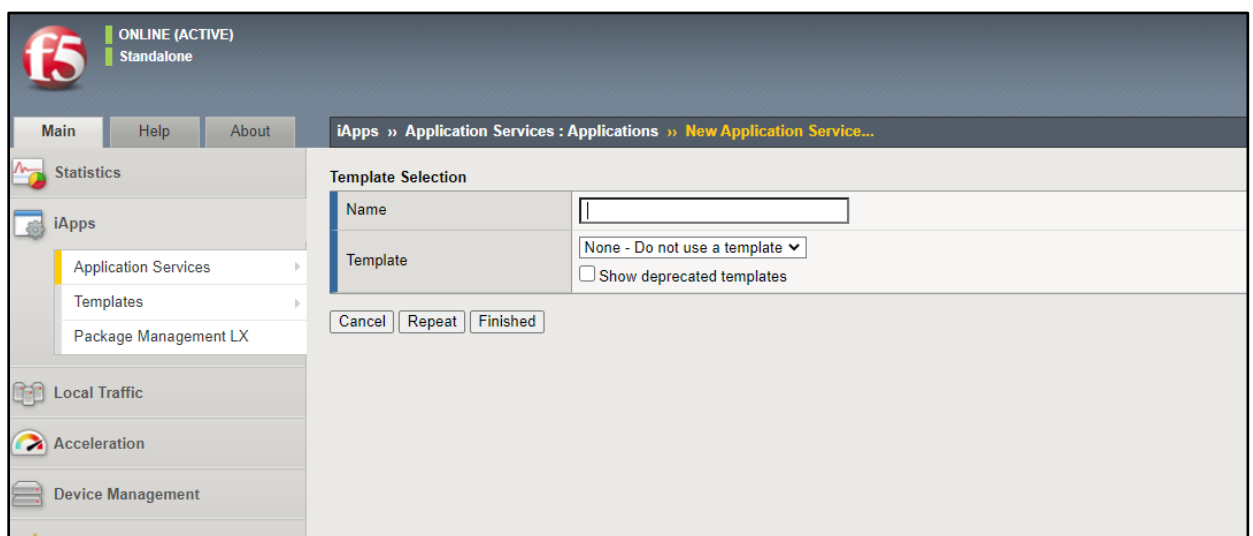 f5
ONLINE (ACTIVE)
Standalone
Main Help About
iApps » Application Services : Applications » New Application Service...
Statistics
iApps
Application Services
Templates
Package Management LX
Local Traffic
Acceleration
Device Management
Template Selection
Name
Template
None - Do not use a template
Show deprecated templates
Cancel Repeat Finished